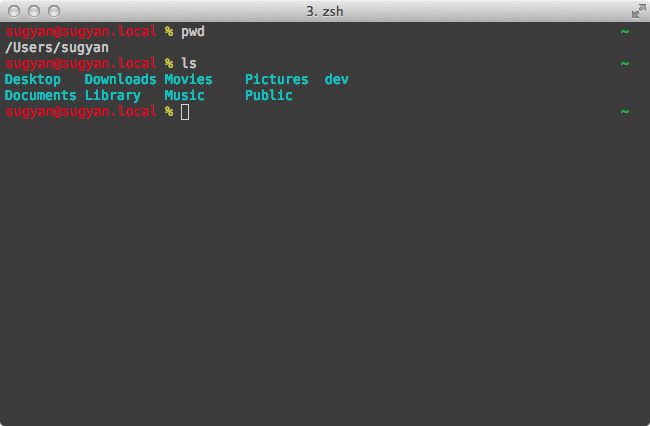 3. zsh
sugyan@sugyan.local % pwd ~
/Users/sugyan
sugyan@sugyan.local % ls ~
Desktop Downloads Movies Pictures dev
Documents Library Music Public
sugyan@sugyan.local % ~